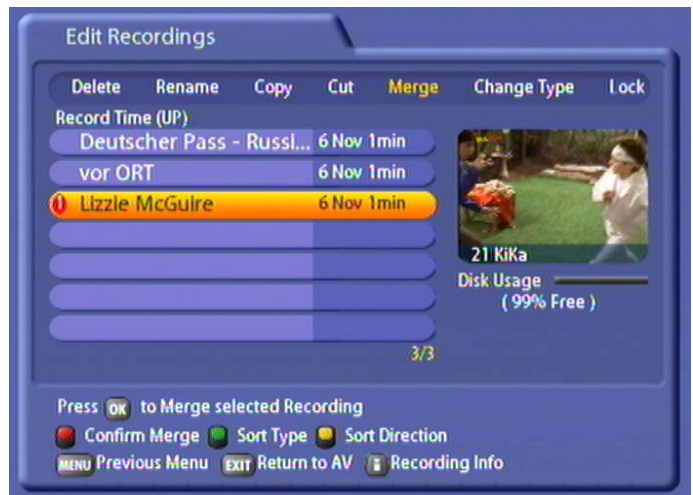 Edit Recordings
Delete Rename Copy Cut Merge Change Type Lock
Record Time (UP)
Deutscher Pass - Russl... 6 Nov 1min
vor ORT 6 Nov 1min
Lizzie McGuire 6 Nov 1min
21 KiKa
Disk Usage
( 99% Free )
3/3
Press OK to Merge selected Recording
Confirm Merge Sort Type Sort Direction
MENU Previous Menu EXIT Return to AV i Recording Info